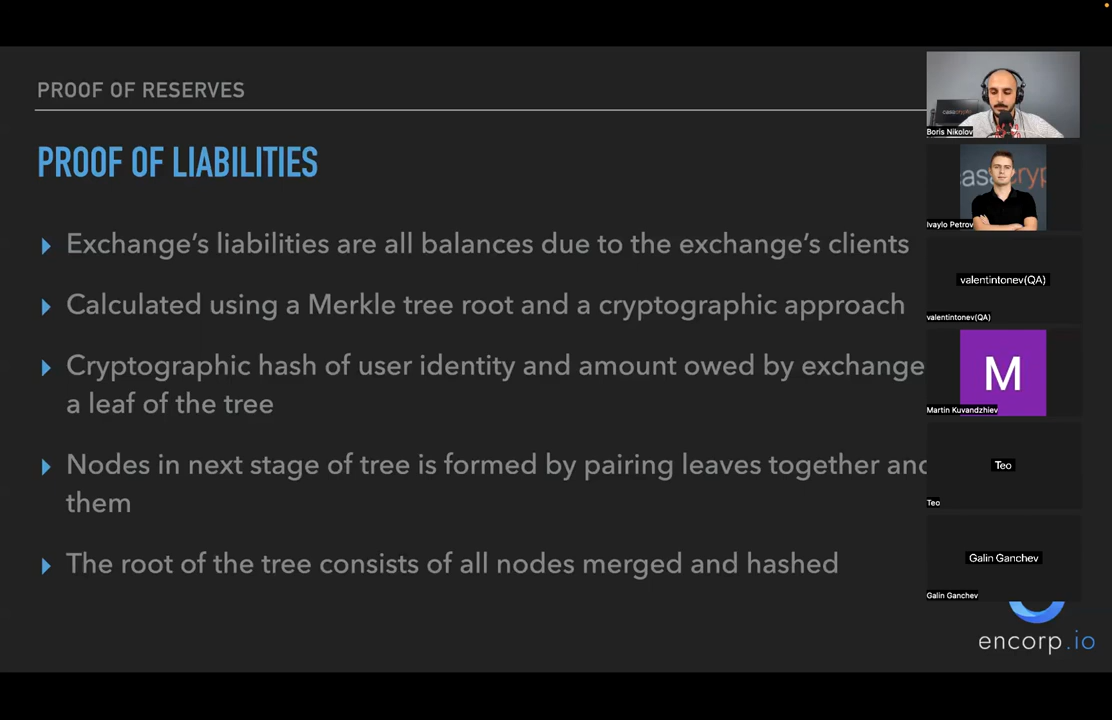 PROOF OF RESERVES
PROOF OF LIABILITIES
Exchange's liabilities are all balances due to the exchange's clients
Calculated using a Merkle tree root and a cryptographic approach
Cryptographic hash of user identity and amount owed by exchange
a leaf of the tree
Nodes in next stage of tree is formed by pairing leaves together and
them
The root of the tree consists of all nodes merged and hashed
casacrypto
Boris Nikolov
asacryp
Ivaylo Petrov
valentintonev(QA)
valentintonev(QA)
M
Martin Kuvandzhiev
Teo
Teo
Galin Ganchev
Galin Ganchev
encorp.io